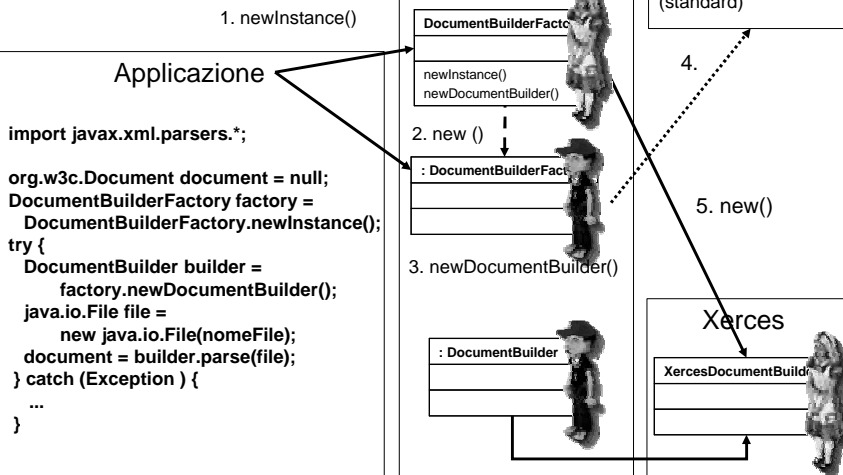 1. newInstance()
Applicazione
import javax.xml.parsers.*;
org.w3c.Document document = null;
DocumentBuilderFactory factory =
DocumentBuilderFactory.newInstance();
try {
DocumentBuilder builder =
factory.newDocumentBuilder();
java.io.File file =
new java.io.File(nomeFile);
document = builder.parse(file);
} catch (Exception ) {
...
}
DocumentBuilderFacto
newInstance()
newDocumentBuilder()
2. new ()
: DocumentBuilderFact
3. newDocumentBuilder()
: DocumentBuilder
(standard)
4.
5. new()
Xerces
XercesDocumentBuilde